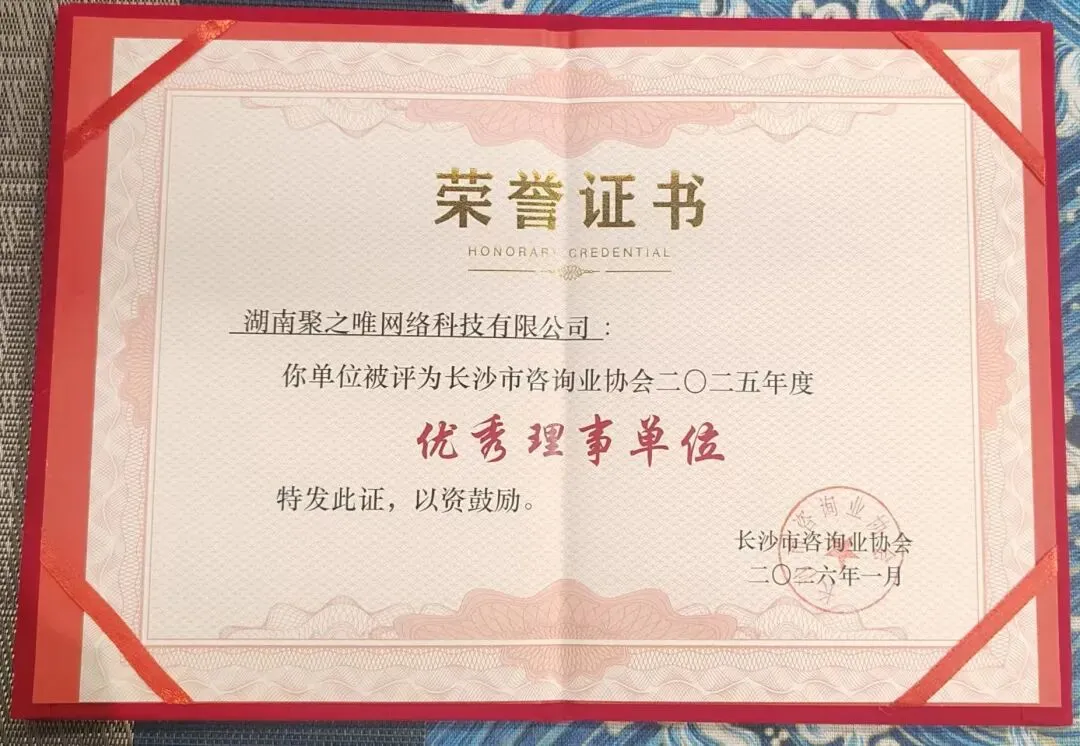 荣誉证书
HONORARY CREDENTIAL
湖南聚之唯网络科技有限公司：
你单位被评为长沙市咨询业协会二〇二五年度
优秀理事单位
特发此证，以资鼓励。
长沙市咨询业协会
二〇二六年一月